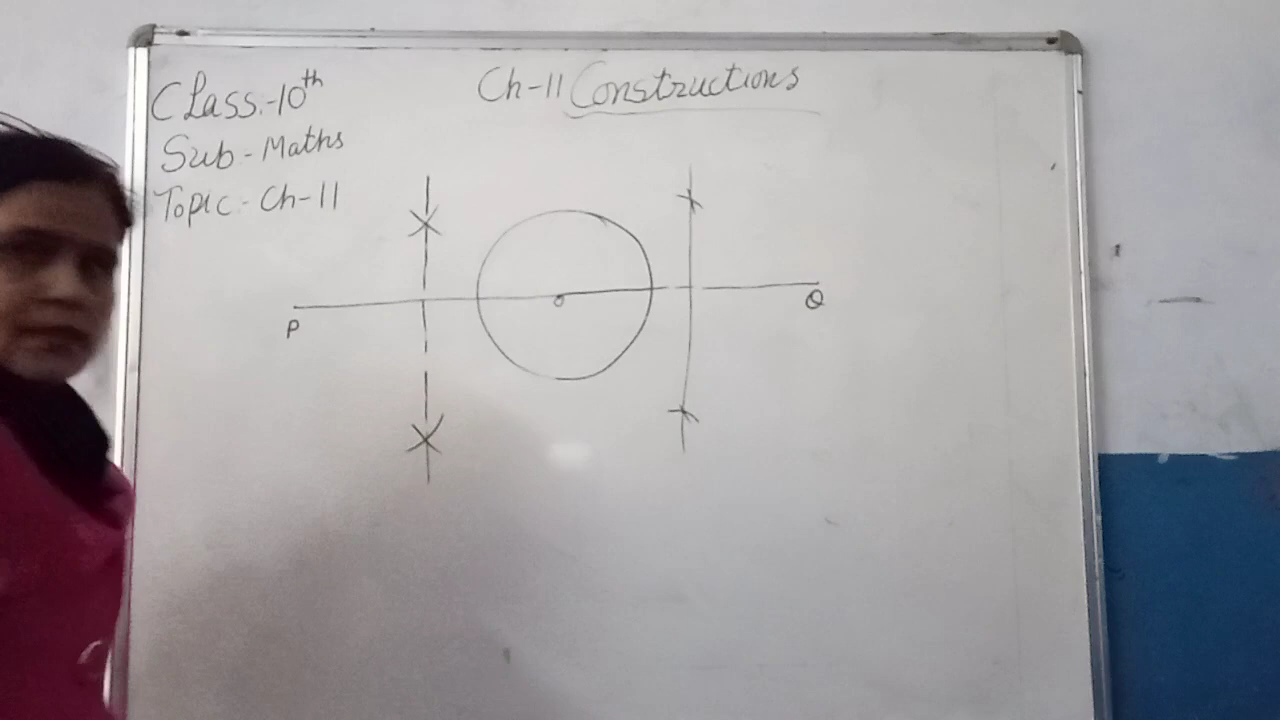 Ch-11 Constructions
Class:-10th
Sub-Maths
Topic:-Ch-11
P
o
Q